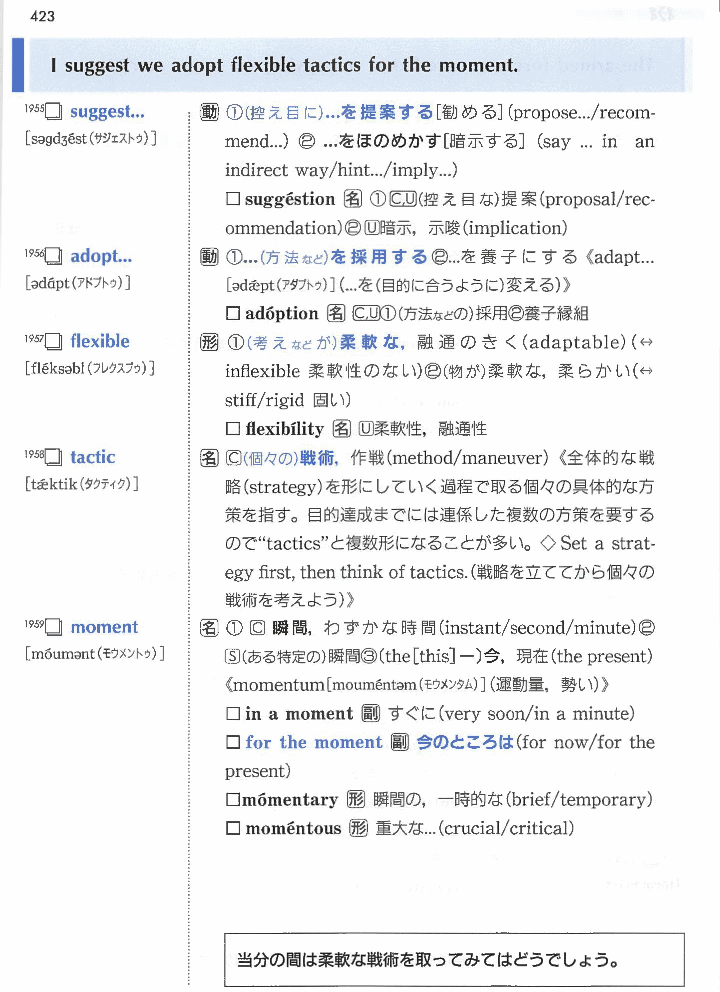 423
I suggest we adopt flexible tactics for the moment.
1955□ suggest...
[səgdʒést(サジェストゥ)]
動 ①(控え目に)...を提案する[勧める](propose.../recom-
mend...) ② ...をほのめかす[暗示する] (say ... in an
indirect way/hint.../imply...)
□ suggéstion 名 ①C,U(控え目な)提案(proposal/rec-
ommendation)②U暗示，示唆(implication)
1956□ adopt...
[ədápt(アドプトゥ)]
動 ①...(方法など)を採用する②...を養子にする《adapt...
[ədǽpt(アダプトゥ)](...を(目的に合うように)変える)》
□ adóption 名 C,U①(方法などの)採用②養子縁組
1957□ flexible
[fléksəbl(フレクスブゥ)]
形 ①(考えなどが)柔軟な，融通のきく(adaptable)(↔
inflexible 柔軟性のない)②(物が)柔軟な，柔らかい(↔
stiff/rigid 固い)
□ flexibílity 名 U柔軟性，融通性
1958□ tactic
[tǽktik(タクティク)]
名 C(個々の)戦術，作戦(method/maneuver)《全体的な戦
略(strategy)を形にしていく過程で取る個々の具体的な方
策を指す。目的達成までには連係した複数の方策を要する
ので“tactics”と複数形になることが多い。◇Set a strat-
egy first, then think of tactics.(戦略を立ててから個々の
戦術を考えよう)》
1959□ moment
[móumənt(モウメントゥ)]
名 ① C 瞬間，わずかな時間(instant/second/minute)②
S(ある特定の)瞬間③(the[this]—)今，現在(the present)
《momentum[mouméntəm(モウメンタム)](運動量，勢い)》
□ in a moment 副 すぐに(very soon/in a minute)
□ for the moment 副 今のところは(for now/for the
present)
□mómentary 形 瞬間の，一時的な(brief/temporary)
□ moméntous 形 重大な...(crucial/critical)
当分の間は柔軟な戦術を取ってみてはどうでしょう。